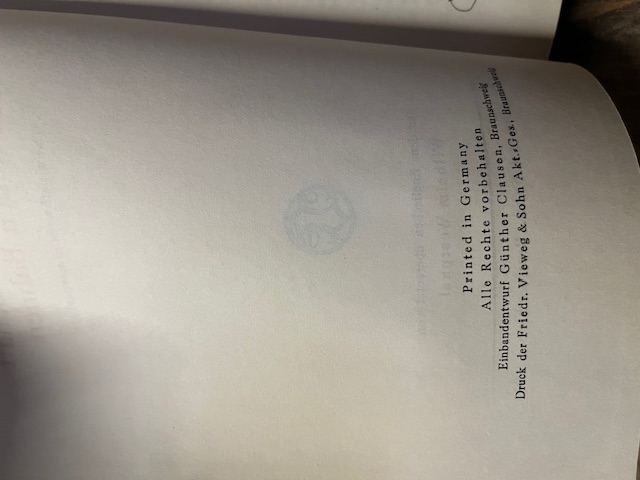 Printed in Germany
Alle Rechte vorbehalten
Einbandentwurf Günther Clausen, Braunschweig
Druck der Friedr. Vieweg & Sohn Akt.-Ges., Braunschweig